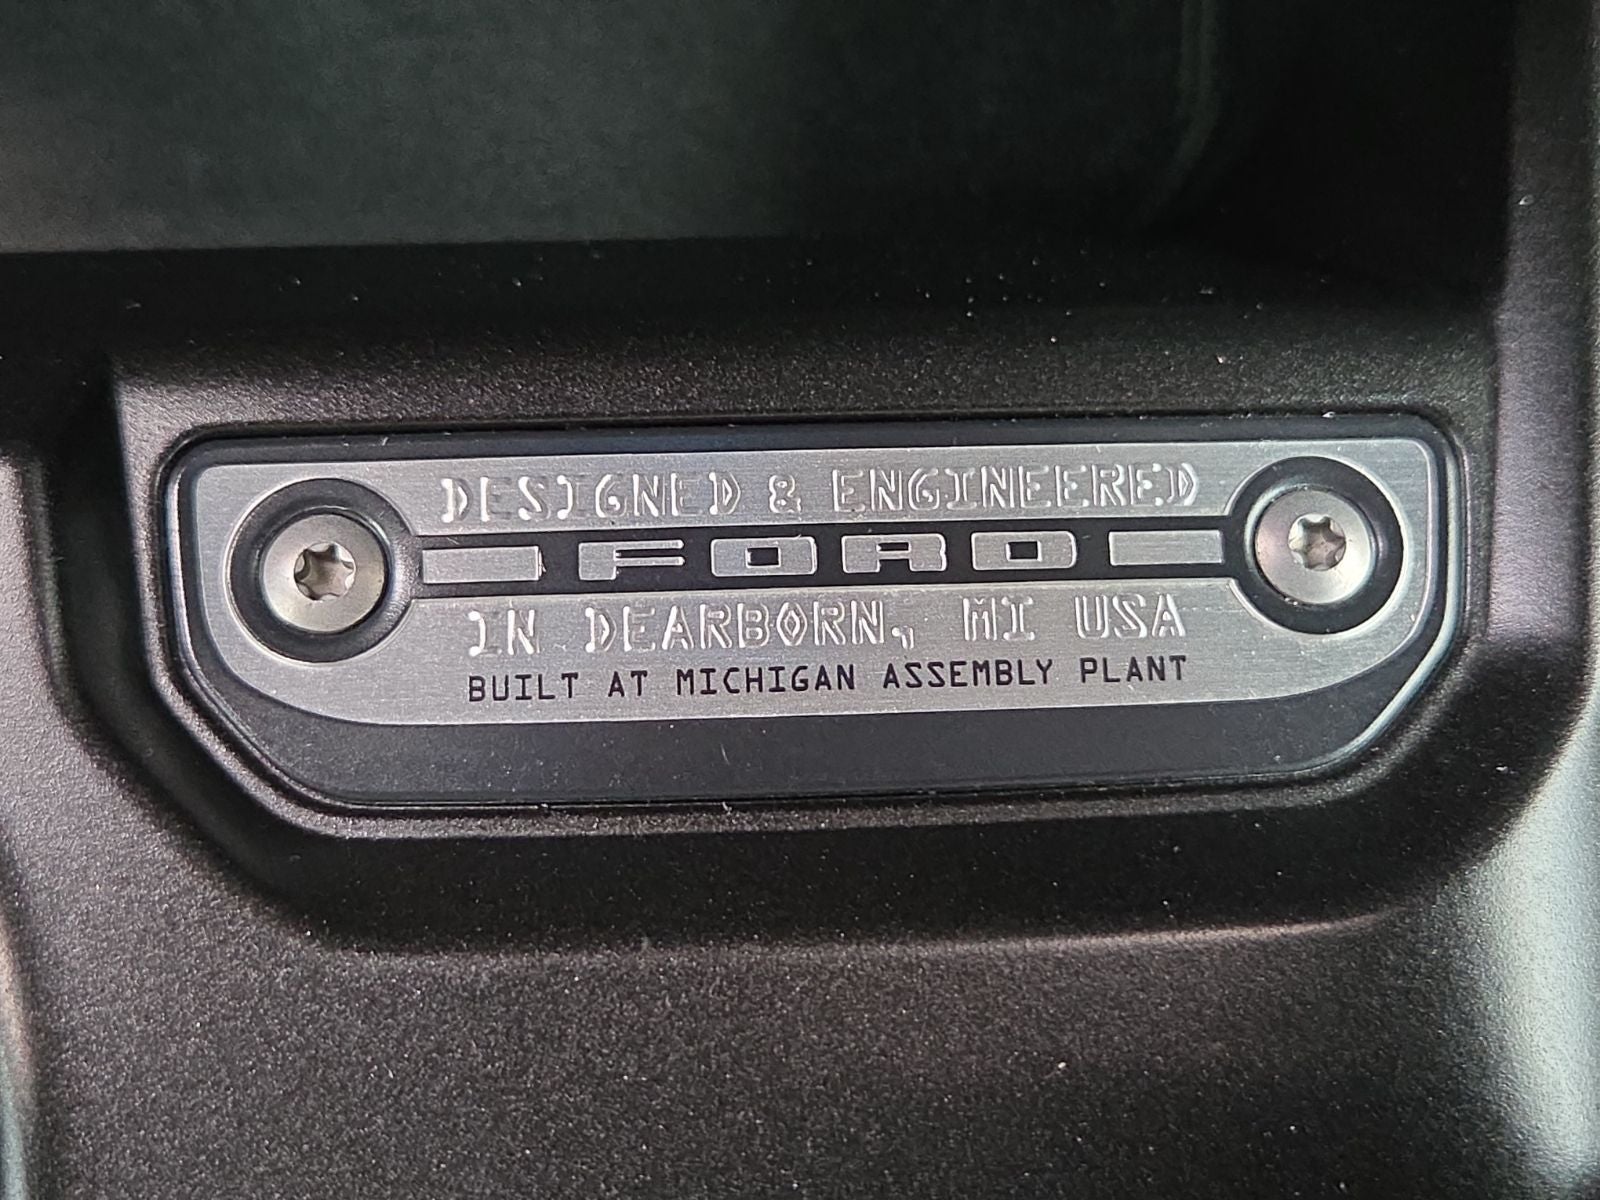 DESIGNED & ENGINEERED
FORD
IN DEARBORN, MI USA
BUILT AT MICHIGAN ASSEMBLY PLANT